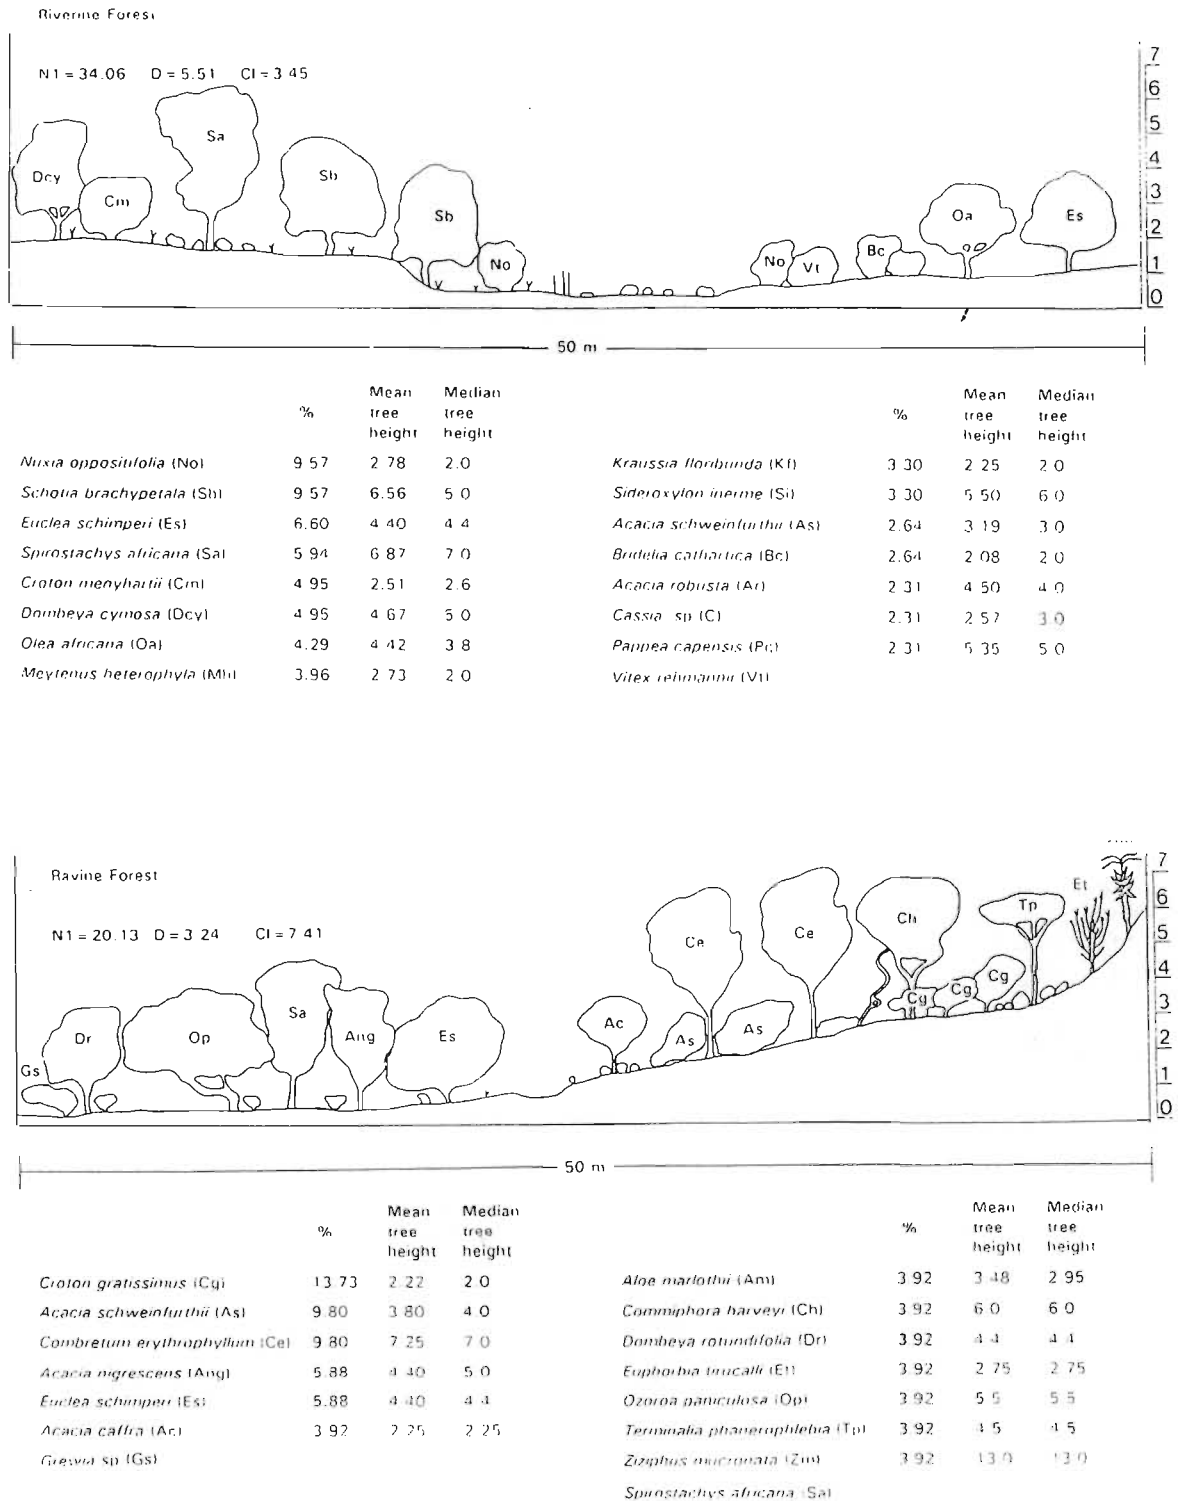 Riverine Forest
N1 = 34.06 D = 5.51 CI = 3.45
7
6
5
4
3
2
1
0
Dcy Cm Sa Sb Sb No No Vt Bc Oa Es
50 m
% Mean tree height Median tree height
Nuxia oppositifolia (No) 9.57 2.78 2.0
Schotia brachypetala (Sb) 9.57 6.56 5.0
Euclea schimperi (Es) 6.60 4.40 4.4
Spirostachys africana (Sa) 5.94 6.87 7.0
Croton menyhartii (Cm) 4.95 2.51 2.6
Dombeya cymosa (Dcy) 4.95 4.67 5.0
Olea africana (Oa) 4.29 4.42 3.8
Meytenus heterophyla (Mh) 3.96 2.73 2.0
% Mean tree height Median tree height
Kraussia floribunda (Kf) 3.30 2.25 2.0
Sideroxylon inerme (Si) 3.30 5.50 6.0
Acacia schweinfurthii (As) 2.64 3.19 3.0
Bridelia cathartica (Bc) 2.64 2.08 2.0
Acacia robusta (Ar) 2.31 4.50 4.0
Cassia sp (C) 2.31 2.57 3.0
Pappea capensis (Pc) 2.31 5.35 5.0
Vitex rehmannii (Vt)
Ravine Forest
N1 = 20.13 D = 3.24 CI = 7.41
7
6
5
4
3
2
1
0
Gs Dr Op Sa Ang Es Ac Ce As As Ce Ch Cg Cg Cg Tp Et
50 m
% Mean tree height Median tree height
Croton gratissimus (Cg) 13.73 2.22 2.0
Acacia schweinfurthii (As) 9.80 3.80 4.0
Combretum erythrophyllum (Ce) 9.80 7.25 7.0
Acacia nigrescens (Ang) 5.88 4.40 5.0
Euclea schimperi (Es) 5.88 4.40 4.4
Acacia caffra (Ac) 3.92 2.25 2.25
Grewia sp (Gs)
% Mean tree height Median tree height
Aloe marlothii (Am) 3.92 3.48 2.95
Commiphora harveyi (Ch) 3.92 6.0 6.0
Dombeya rotundifolia (Dr) 3.92 4.4 4.4
Euphorbia tirucalli (Et) 3.92 2.75 2.75
Ozoroa paniculosa (Op) 3.92 5.5 5.5
Terminalia phanerophlebia (Tp) 3.92 4.5 4.5
Ziziphus mucronata (Zm) 3.92 13.0 13.0
Spirostachys africana (Sa)